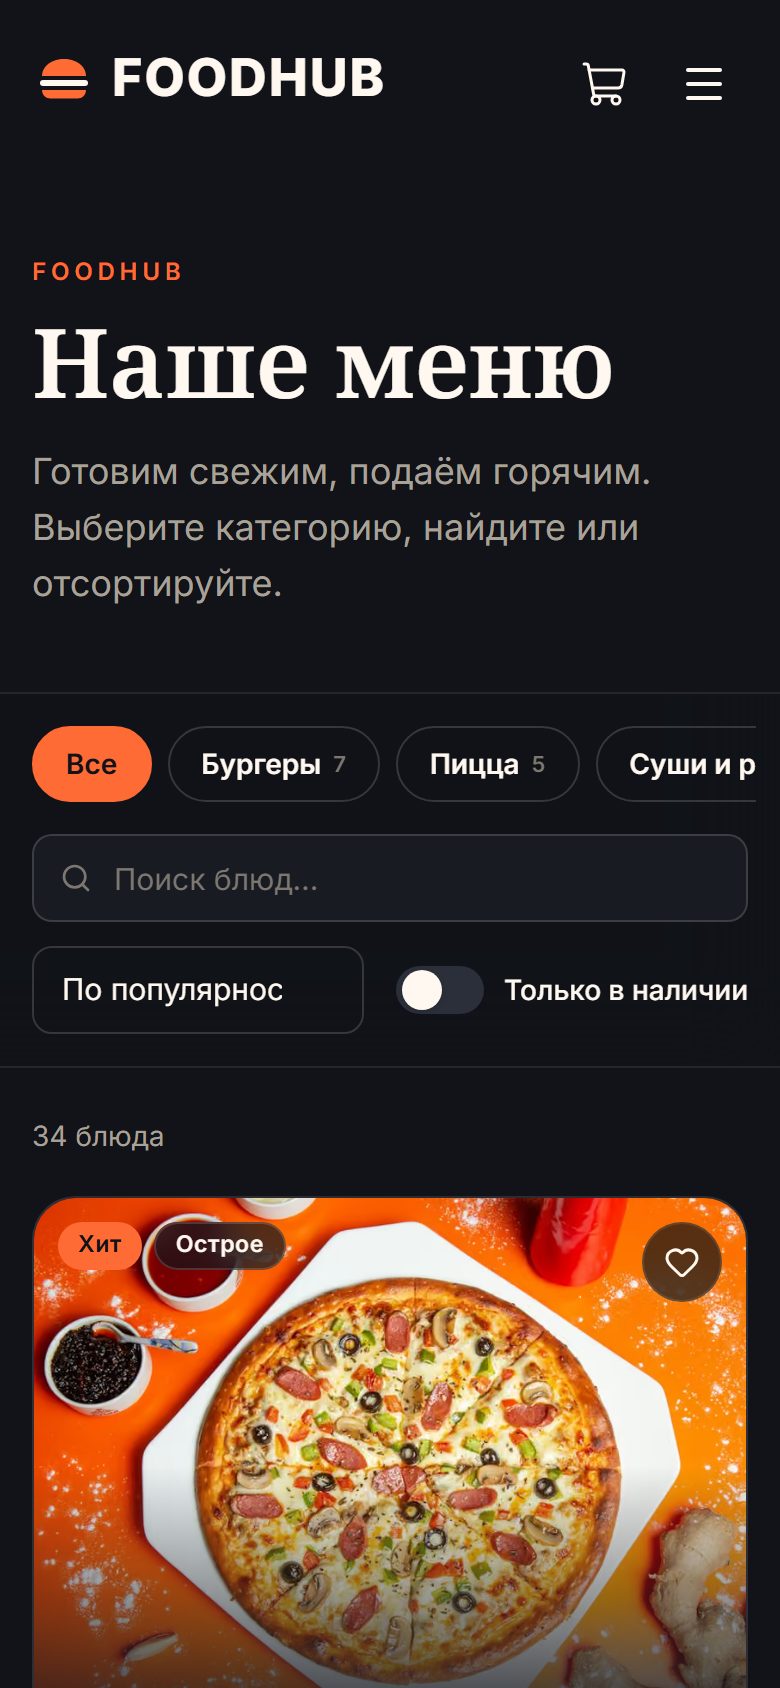 FOODHUB
FOODHUB
Наше меню
Готовим свежим, подаём горячим.
Выберите категорию, найдите или
отсортируйте.
Все
Бургеры 7
Пицца 5
Суши и р
Поиск блюд...
По популярнос
Только в наличии
34 блюда
Хит
Острое